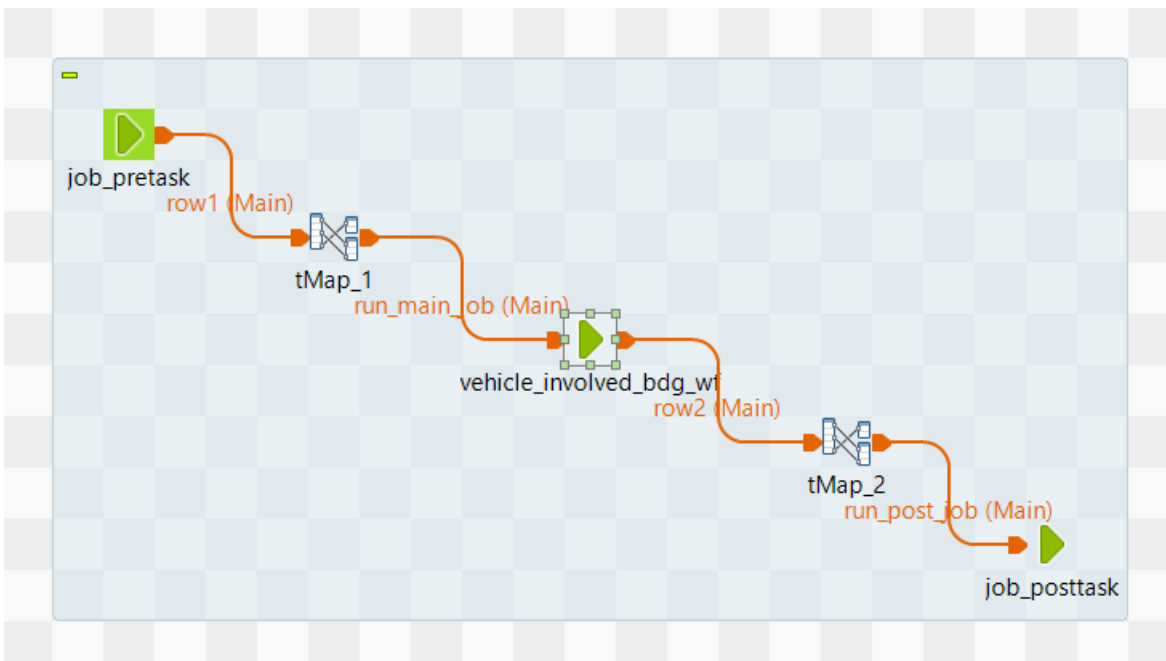 job_pretask
row1 (Main)
tMap_1
run_main_job (Main)
vehicle_involved_bdg_wf
row2 (Main)
tMap_2
run_post_job (Main)
job_posttask